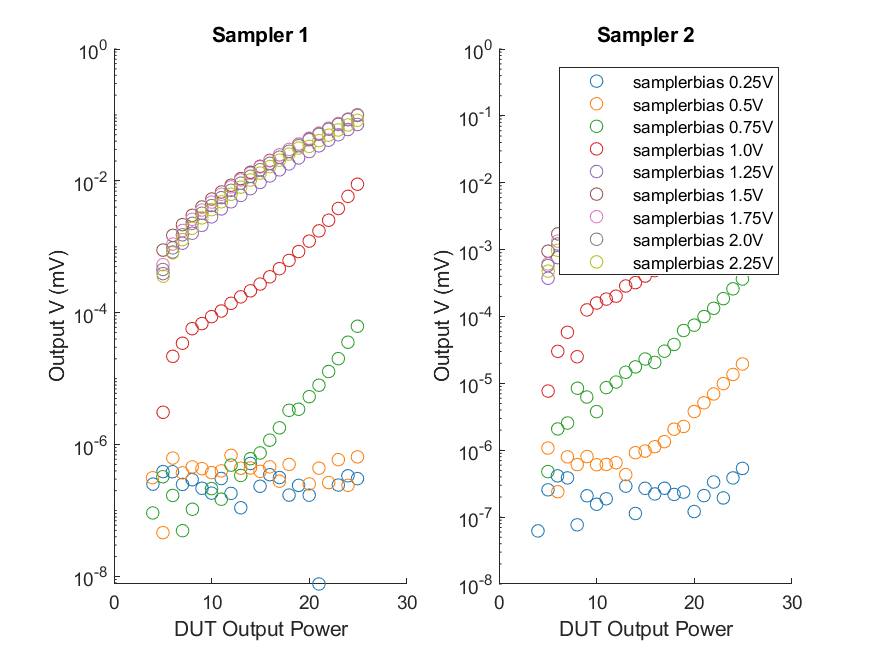 Sampler 1
10^0
10^-2
10^-4
10^-6
10^-8
Output V (mV)
0
10
20
30
DUT Output Power
Sampler 2
10^0
10^-1
10^-2
10^-3
10^-4
10^-5
10^-6
10^-7
10^-8
Output V (mV)
0
10
20
30
DUT Output Power
samplerbias 0.25V
samplerbias 0.5V
samplerbias 0.75V
samplerbias 1.0V
samplerbias 1.25V
samplerbias 1.5V
samplerbias 1.75V
samplerbias 2.0V
samplerbias 2.25V